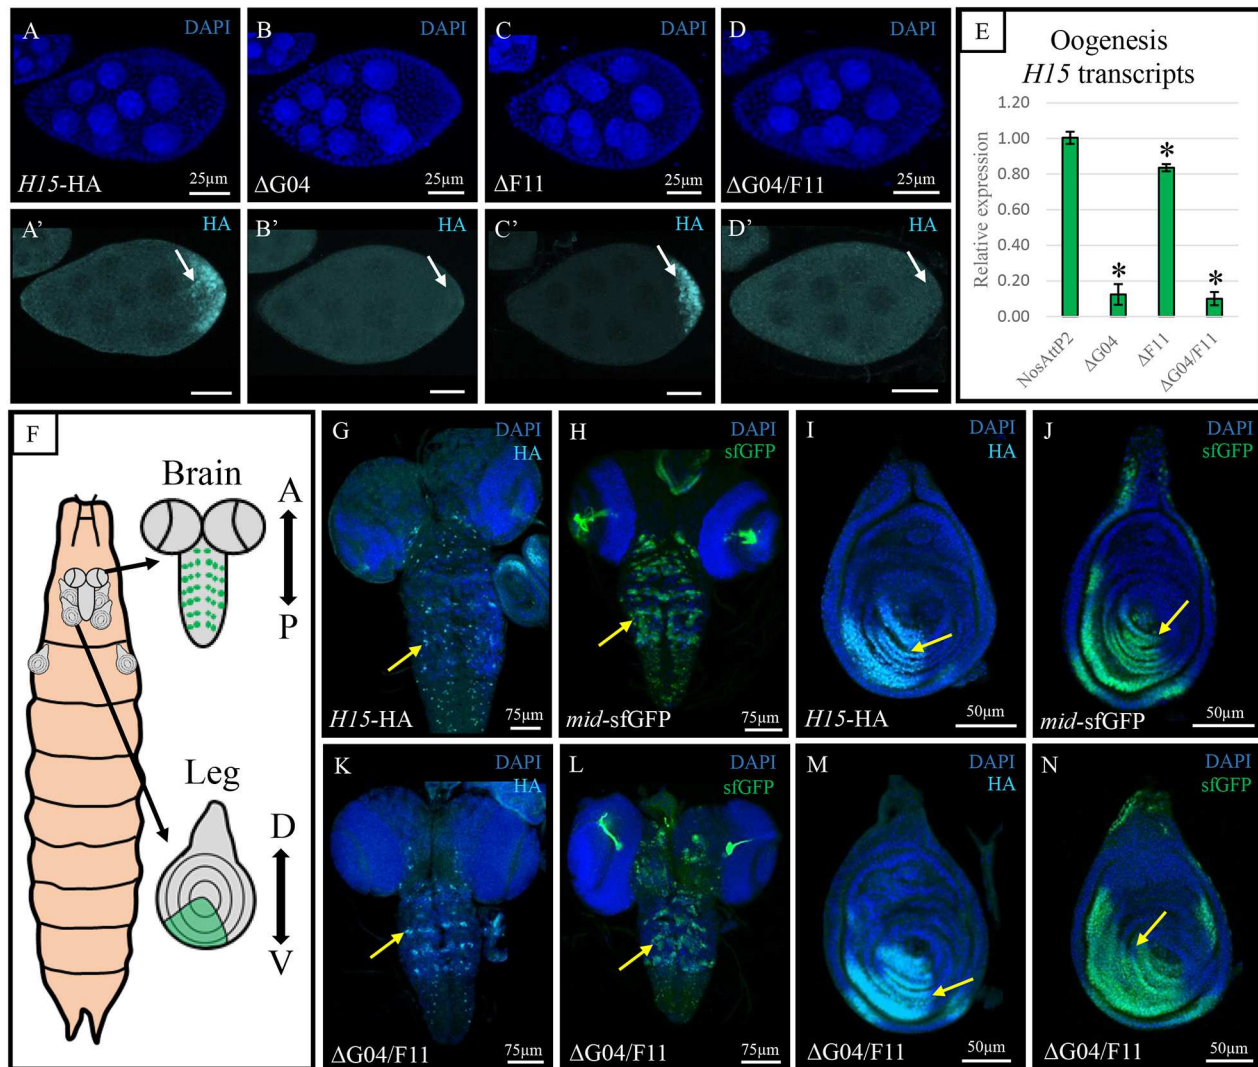 A
DAPI
H15-HA
25µm
B
DAPI
ΔG04
25µm
C
DAPI
ΔF11
25µm
D
DAPI
ΔG04/F11
25µm
A’
HA
B’
HA
C’
HA
D’
HA
E
Oogenesis
H15 transcripts
Relative expression
1.20
1.00
0.80
0.60
0.40
0.20
0.00
*
*
*
NosAttP2
ΔG04
ΔF11
ΔG04/F11
F
Brain
A
P
Leg
D
V
G
DAPI
HA
H15-HA
75µm
H
DAPI
sfGFP
mid-sfGFP
75µm
I
DAPI
HA
H15-HA
50µm
J
DAPI
sfGFP
mid-sfGFP
50µm
K
DAPI
HA
ΔG04/F11
75µm
L
DAPI
sfGFP
ΔG04/F11
75µm
M
DAPI
HA
ΔG04/F11
50µm
N
DAPI
sfGFP
ΔG04/F11
50µm